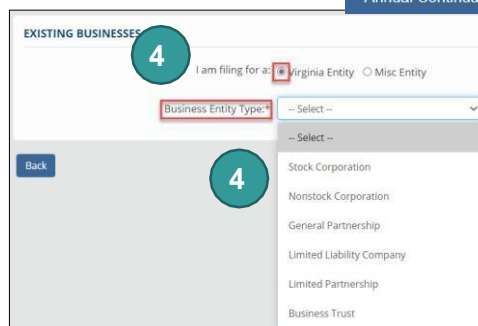 Annual Continua
EXISTING BUSINESSES
4
I am filing for a: Virginia Entity Misc Entity
Business Entity Type:* -- Select --
-- Select --
Back
4
Stock Corporation
Nonstock Corporation
General Partnership
Limited Liability Company
Limited Partnership
Business Trust